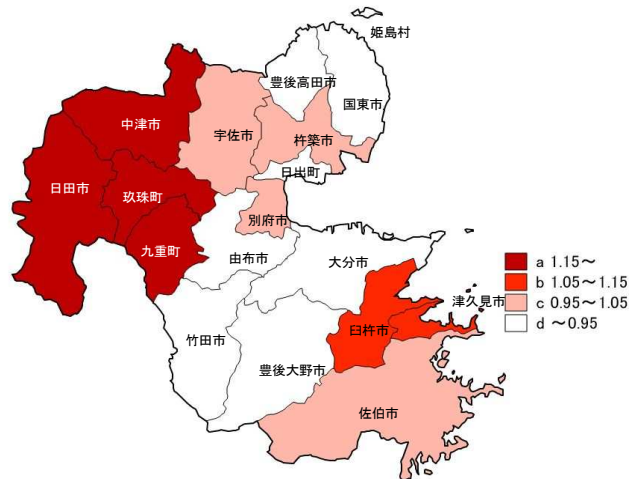 姫島村
豊後高田市
国東市
中津市
宇佐市
杵築市
日出町
日田市
玖珠町
別府市
九重町
由布市
大分市
a 1.15～
b 1.05～1.15
津久見市
c 0.95～1.05
d ～0.95
臼杵市
竹田市
豊後大野市
佐伯市